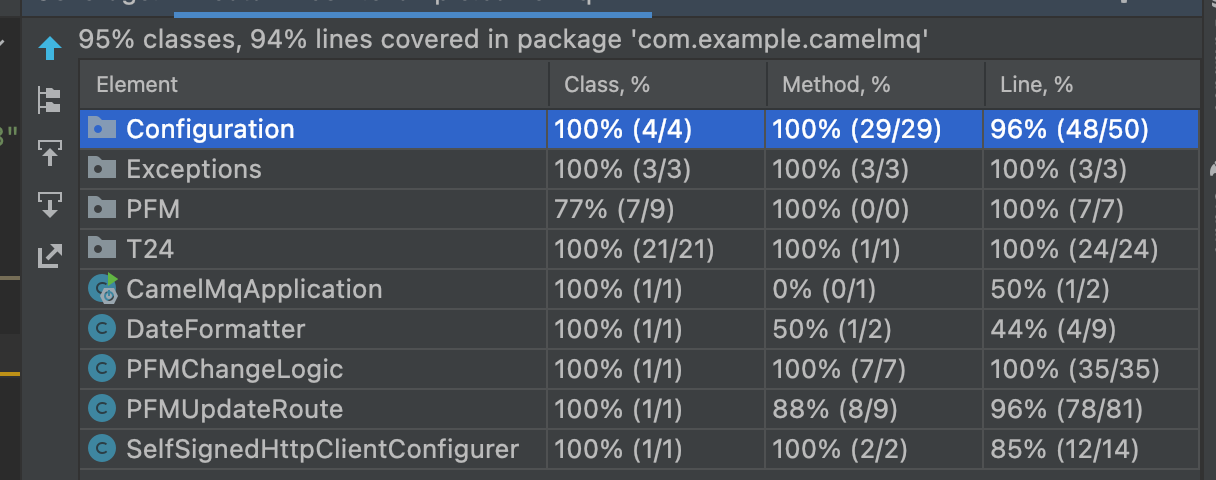 95% classes, 94% lines covered in package 'com.example.camelmq'
Element Class, % Method, % Line, %
Configuration 100% (4/4) 100% (29/29) 96% (48/50)
Exceptions 100% (3/3) 100% (3/3) 100% (3/3)
PFM 77% (7/9) 100% (0/0) 100% (7/7)
T24 100% (21/21) 100% (1/1) 100% (24/24)
CamelMqApplication 100% (1/1) 0% (0/1) 50% (1/2)
DateFormatter 100% (1/1) 50% (1/2) 44% (4/9)
PFMChangeLogic 100% (1/1) 100% (7/7) 100% (35/35)
PFMUpdateRoute 100% (1/1) 88% (8/9) 96% (78/81)
SelfSignedHttpClientConfigurer 100% (1/1) 100% (2/2) 85% (12/14)